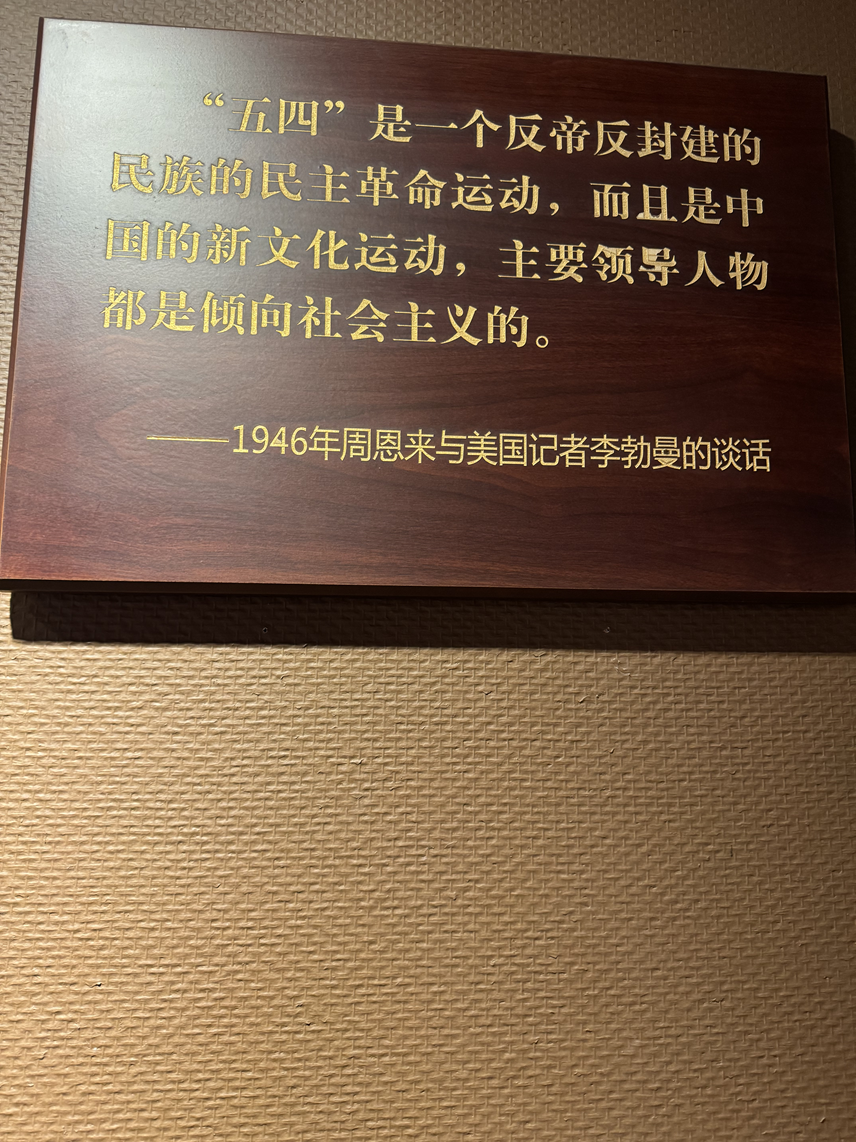 “五四”是一个反帝反封建的
民族的民主革命运动，而且是中
国的新文化运动，主要领导人物
都是倾向社会主义的。
——1946年周恩来与美国记者李勃曼的谈话